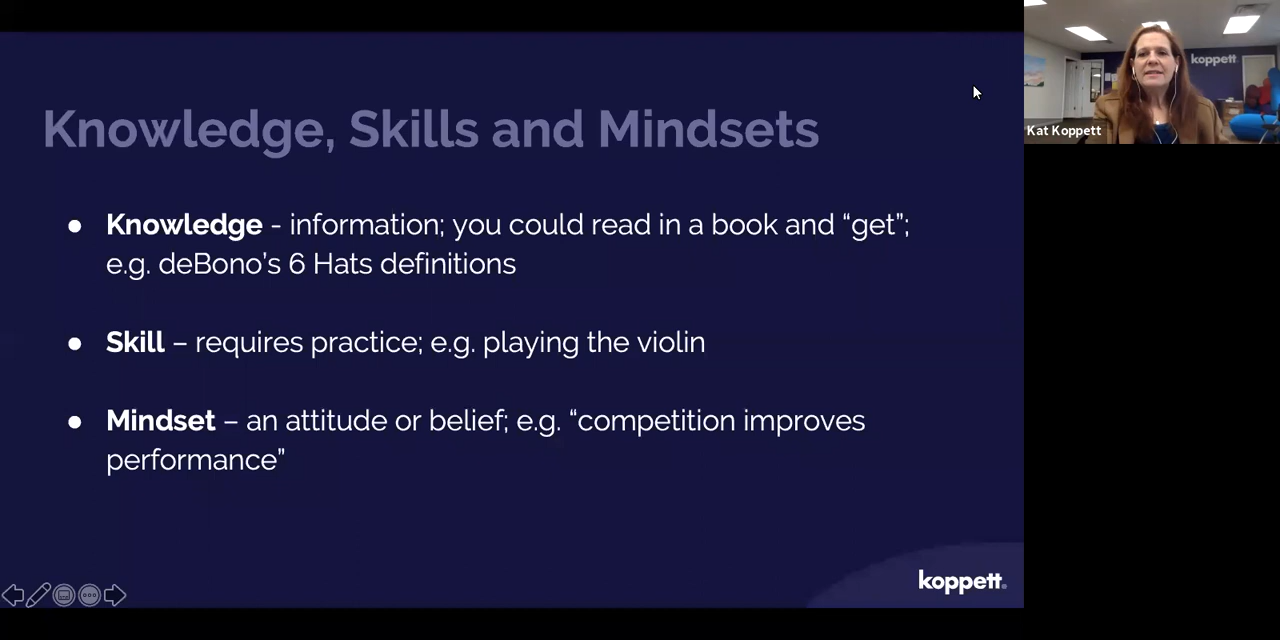 Knowledge, Skills and Mindsets
● Knowledge - information; you could read in a book and “get”;
e.g. deBono’s 6 Hats definitions
● Skill – requires practice; e.g. playing the violin
● Mindset – an attitude or belief; e.g. “competition improves
performance”
koppett
koppett
Kat Koppett